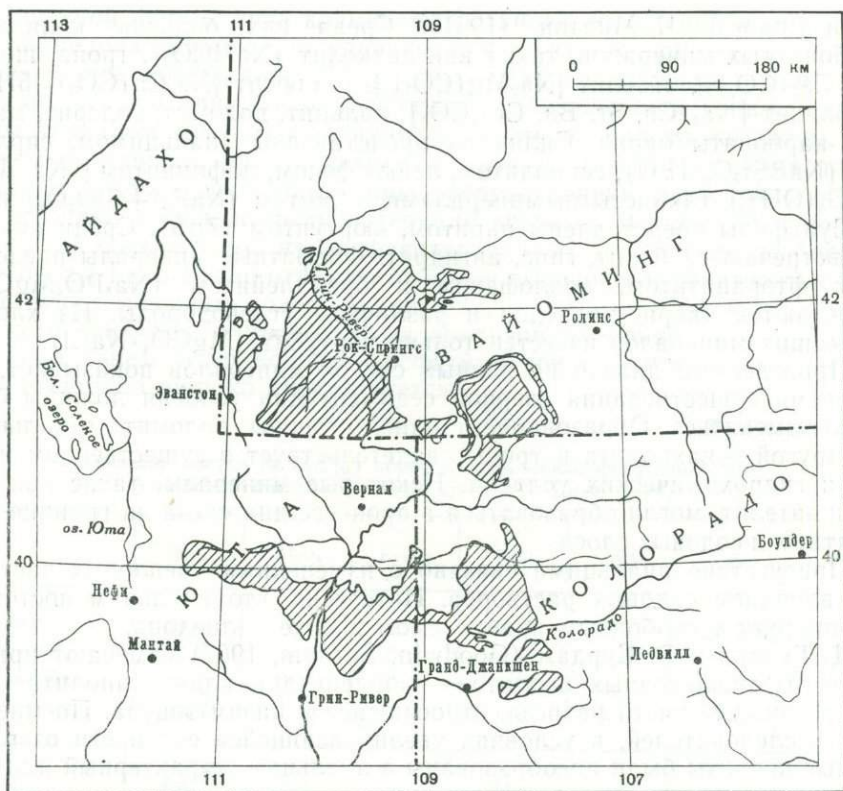 113
111
109
0 90 180 км
АЙДАХО
42
42
Грин-Ривер
ВАЙОМИНГ
Ролинс
Рок-Спрингс
Эванстон
Бол. Соленое озеро
Вернал
ЮТА
оз. Юта
40
40
КОЛОРАДО
Боулдер
Нефи
Мантай
Колорадо
Гранд-Джанкшен
Ледвилл
Грин-Ривер
111
109
107